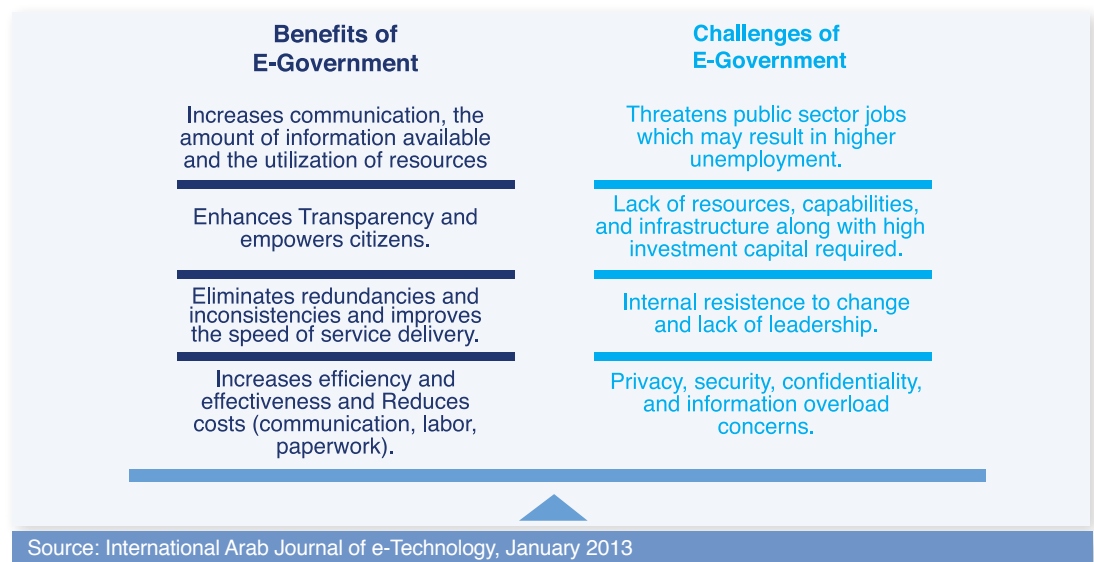 Benefits of
E-Government
Increases communication, the
amount of information available
and the utilization of resources
Enhances Transparency and
empowers citizens.
Eliminates redundancies and
inconsistencies and improves
the speed of service delivery.
Increases efficiency and
effectiveness and Reduces
costs (communication, labor,
paperwork).
Challenges of
E-Government
Threatens public sector jobs
which may result in higher
unemployment.
Lack of resources, capabilities,
and infrastructure along with high
investment capital required.
Internal resistence to change
and lack of leadership.
Privacy, security, confidentiality,
and information overload
concerns.
Source: International Arab Journal of e-Technology, January 2013